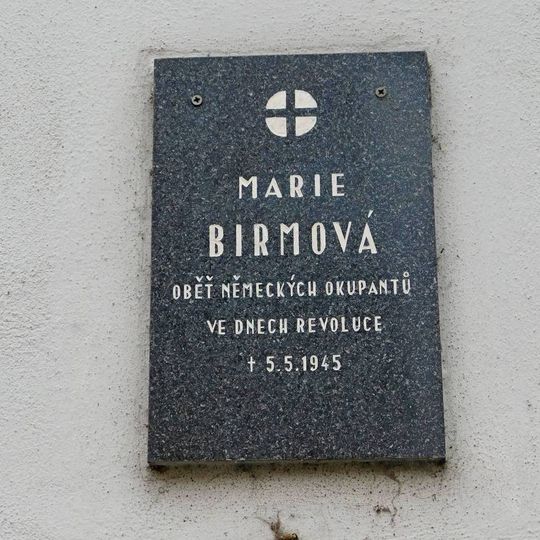 MARIE
BIRMOVÁ
OBĚŤ NĚMECKÝCH OKUPANTŮ
VE DNECH REVOLUCE
† 5.5.1945